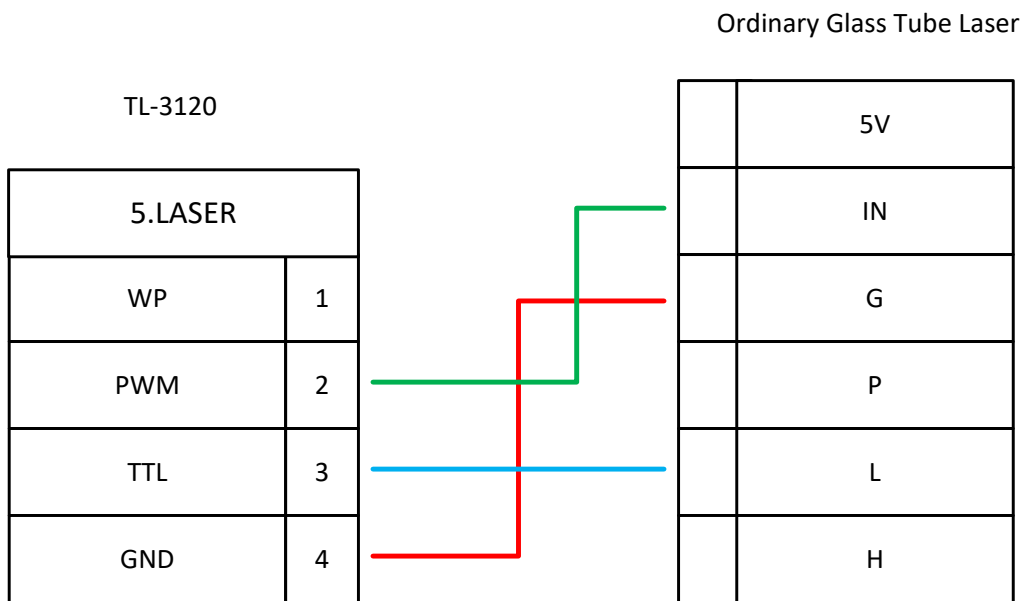 Ordinary Glass Tube Laser
TL-3120
5.LASER
WP 1
PWM 2
TTL 3
GND 4
5V
IN
G
P
L
H